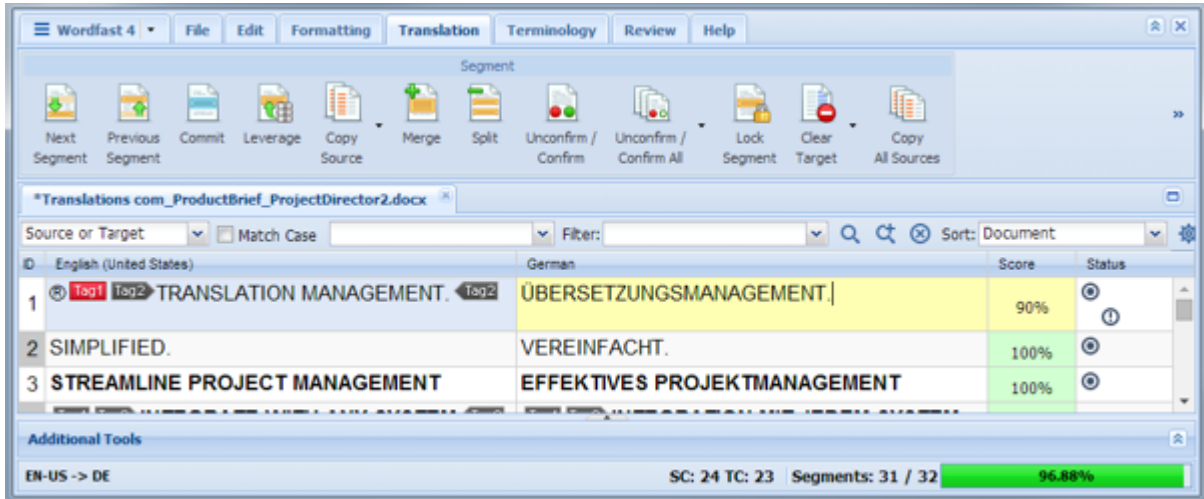 Wordfast 4 File Edit Formatting Translation Terminology Review Help
Segment
Next Segment
Previous Segment
Commit
Leverage
Copy Source
Merge
Split
Unconfirm / Confirm
Unconfirm / Confirm All
Lock Segment
Clear Target
Copy All Sources
*Translations com_ProductBrief_ProjectDirector2.docx
Source or Target Match Case Filter: Sort: Document
ID English (United States) German Score Status
1 ® Tag1 Tag2 TRANSLATION MANAGEMENT. Tag2 ÜBERSETZUNGSMANAGEMENT. 90%
2 SIMPLIFIED. VEREINFACHT. 100%
3 STREAMLINE PROJECT MANAGEMENT EFFEKTIVES PROJEKTMANAGEMENT 100%
Additional Tools
EN-US -> DE SC: 24 TC: 23 Segments: 31 / 32 96.88%